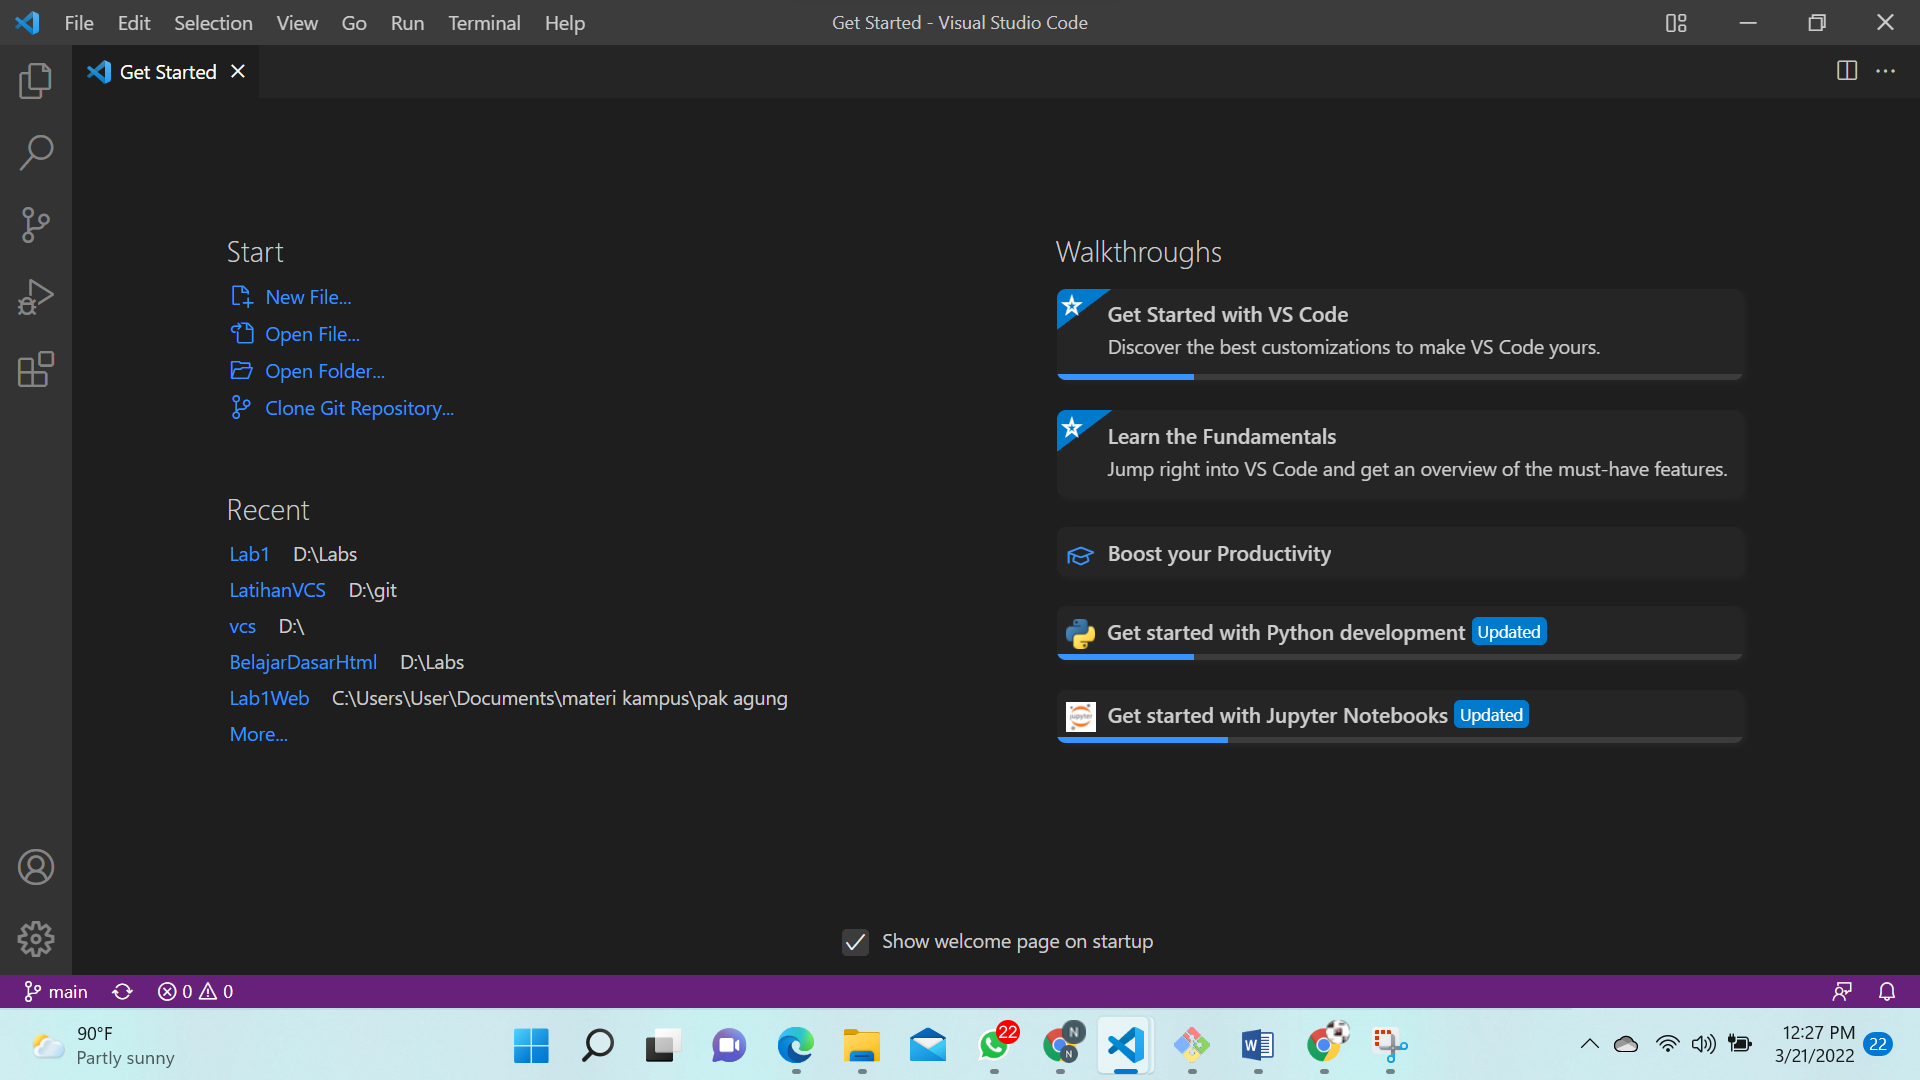 File Edit Selection View Go Run Terminal Help
Get Started - Visual Studio Code
Get Started
Start
New File...
Open File...
Open Folder...
Clone Git Repository...
Recent
Lab1 D:\Labs
LatihanVCS D:\git
vcs D:\
BelajarDasarHtml D:\Labs
Lab1Web C:\Users\User\Documents\materi kampus\pak agung
More...
Walkthroughs
Get Started with VS Code
Discover the best customizations to make VS Code yours.
Learn the Fundamentals
Jump right into VS Code and get an overview of the must-have features.
Boost your Productivity
Get started with Python development Updated
jupyter
Get started with Jupyter Notebooks Updated
Show welcome page on startup
main 0 0
90°F
Partly sunny
22
N
N
W
12:27 PM
3/21/2022
22